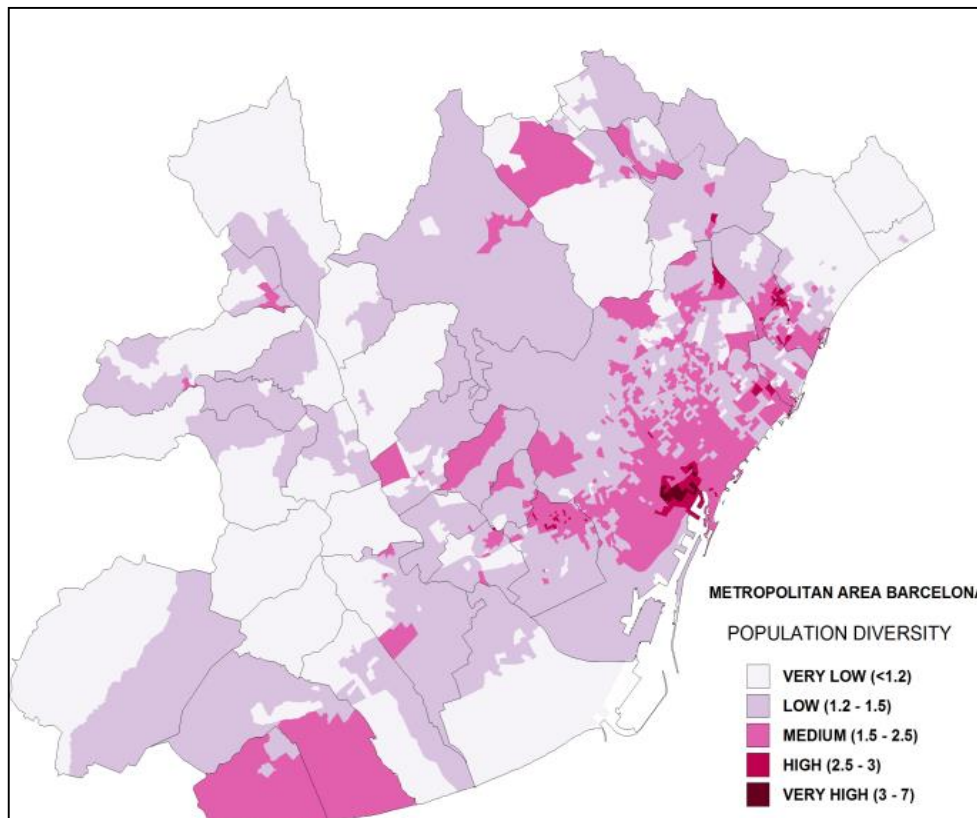 METROPOLITAN AREA BARCELONA
POPULATION DIVERSITY
VERY LOW (<1.2)
LOW (1.2 - 1.5)
MEDIUM (1.5 - 2.5)
HIGH (2.5 - 3)
VERY HIGH (3 - 7)